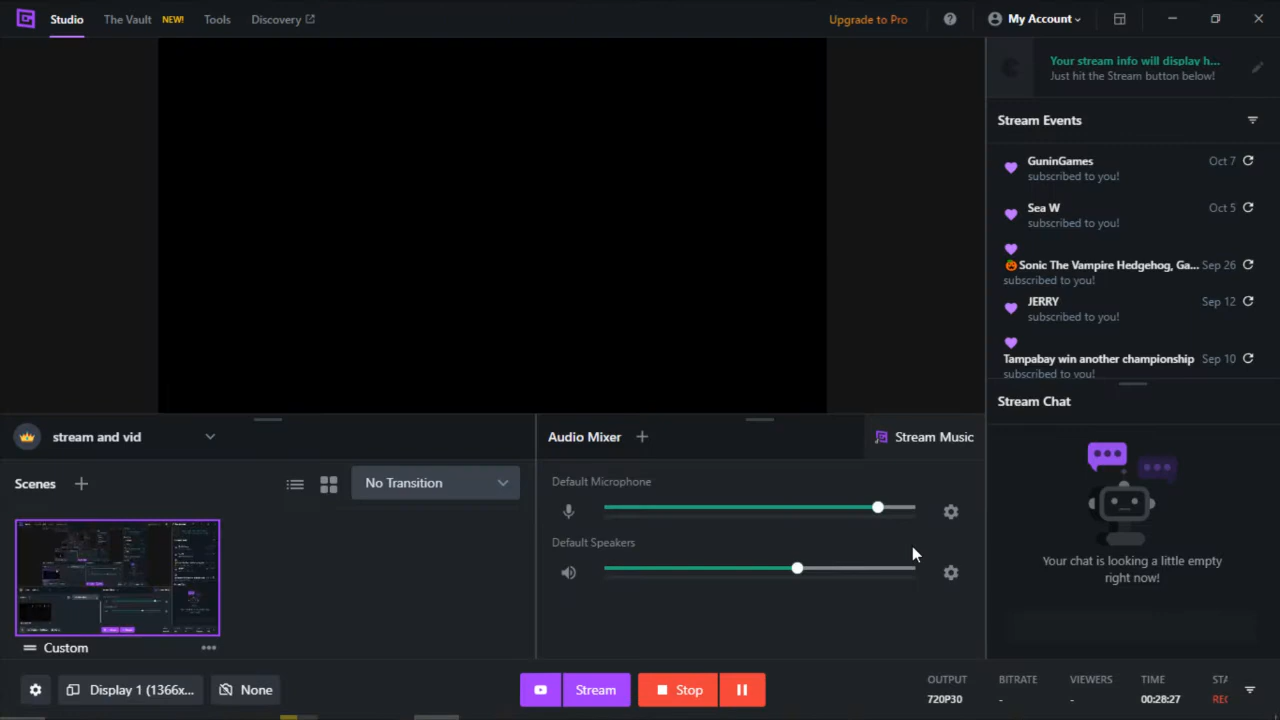 Studio
The Vault NEW!
Tools
Discovery
Upgrade to Pro
My Account
Your stream info will display h...
Just hit the Stream button below!
Stream Events
GuninGames Oct 7
subscribed to you!
Sea W Oct 5
subscribed to you!
Sonic The Vampire Hedgehog, Ga... Sep 26
subscribed to you!
JERRY Sep 12
subscribed to you!
Tampabay win another championship Sep 10
subscribed to you!
Stream Chat
Your chat is looking a little empty
right now!
stream and vid
Scenes
No Transition
Custom
Audio Mixer
Stream Music
Default Microphone
Default Speakers
Display 1 (1366x...
None
Stream
Stop
OUTPUT
720P30
BITRATE
-
VIEWERS
-
TIME
00:28:27
STA
REC